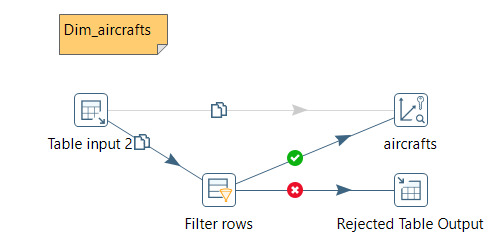 Dim_aircrafts
Table input 2
aircrafts
Filter rows
Rejected Table Output